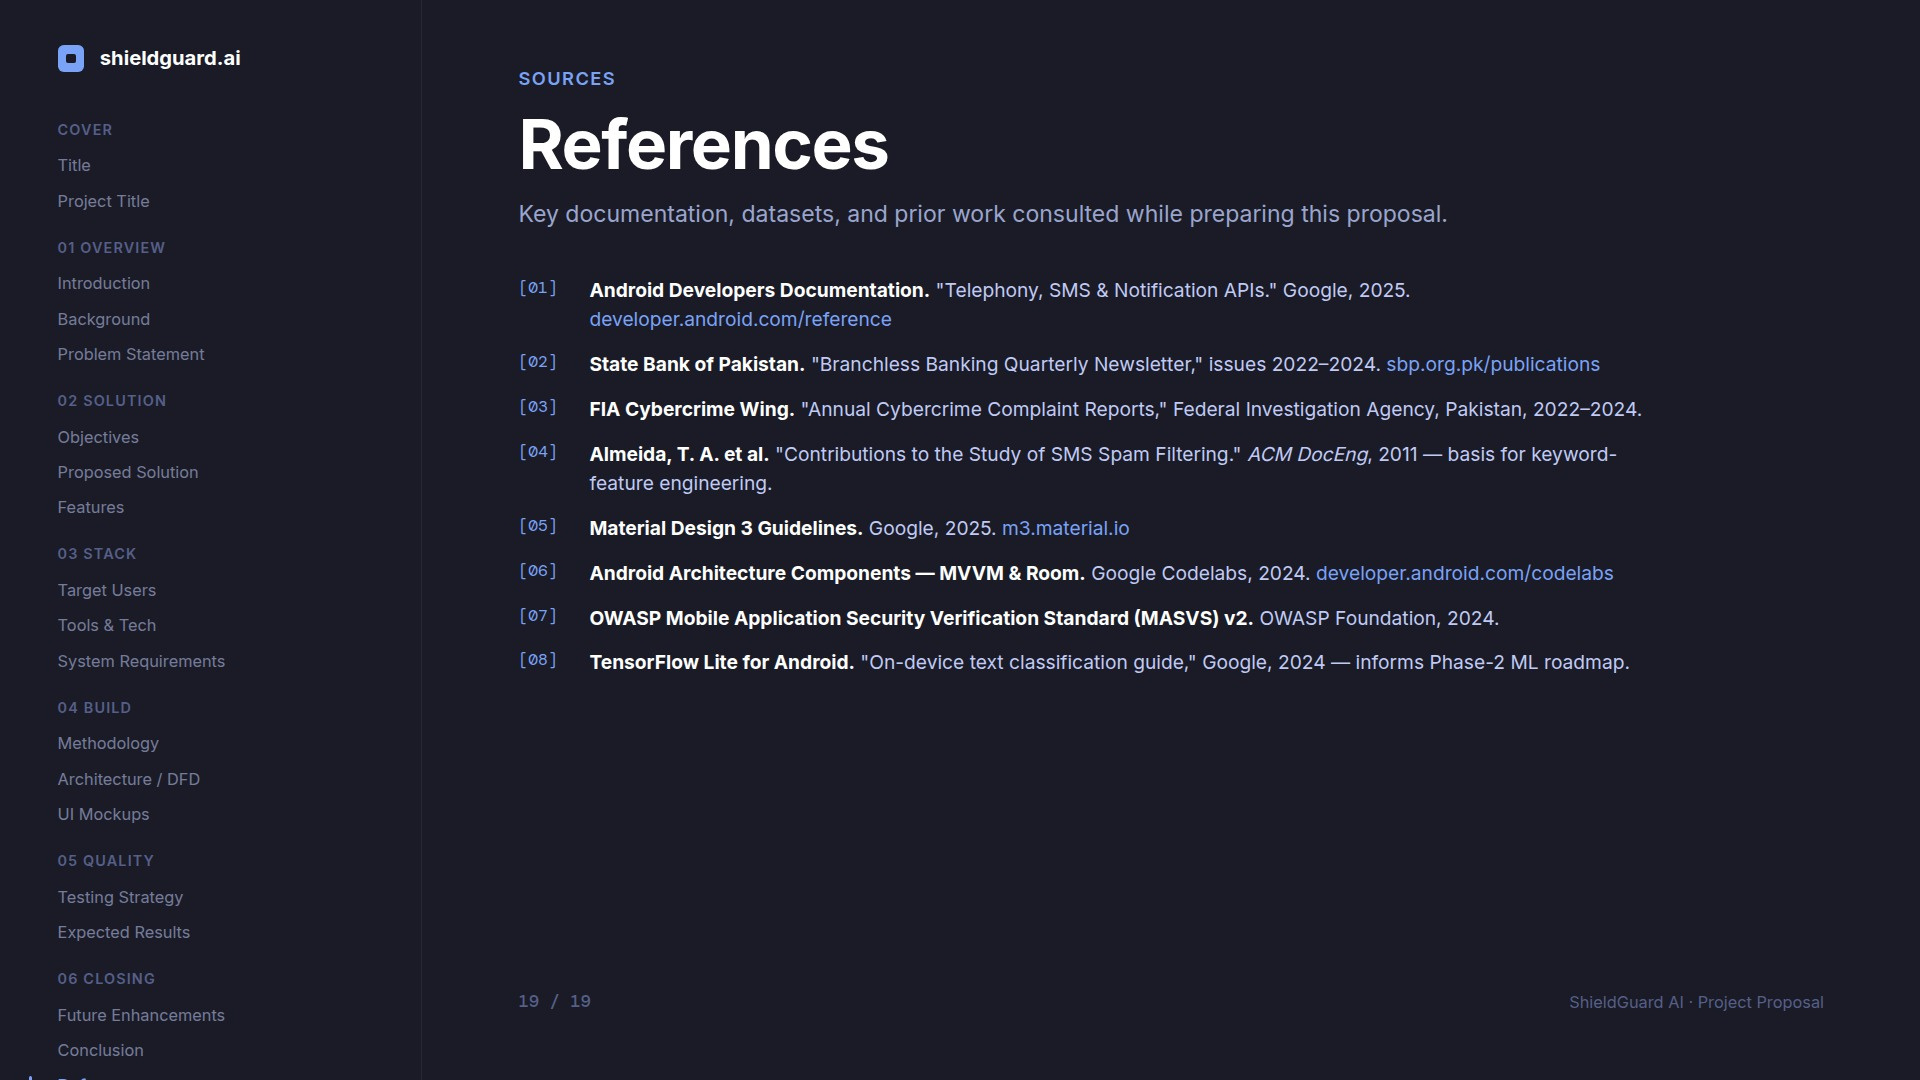 shieldguard.ai
COVER
Title
Project Title
01 OVERVIEW
Introduction
Background
Problem Statement
02 SOLUTION
Objectives
Proposed Solution
Features
03 STACK
Target Users
Tools & Tech
System Requirements
04 BUILD
Methodology
Architecture / DFD
UI Mockups
05 QUALITY
Testing Strategy
Expected Results
06 CLOSING
Future Enhancements
Conclusion
SOURCES
References
Key documentation, datasets, and prior work consulted while preparing this proposal.
[01] Android Developers Documentation. "Telephony, SMS & Notification APIs." Google, 2025.
developer.android.com/reference
[02] State Bank of Pakistan. "Branchless Banking Quarterly Newsletter," issues 2022–2024. sbp.org.pk/publications
[03] FIA Cybercrime Wing. "Annual Cybercrime Complaint Reports," Federal Investigation Agency, Pakistan, 2022–2024.
[04] Almeida, T. A. et al. "Contributions to the Study of SMS Spam Filtering." ACM DocEng, 2011 — basis for keyword-
feature engineering.
[05] Material Design 3 Guidelines. Google, 2025. m3.material.io
[06] Android Architecture Components — MVVM & Room. Google Codelabs, 2024. developer.android.com/codelabs
[07] OWASP Mobile Application Security Verification Standard (MASVS) v2. OWASP Foundation, 2024.
[08] TensorFlow Lite for Android. "On-device text classification guide," Google, 2024 — informs Phase-2 ML roadmap.
19 / 19
ShieldGuard AI · Project Proposal